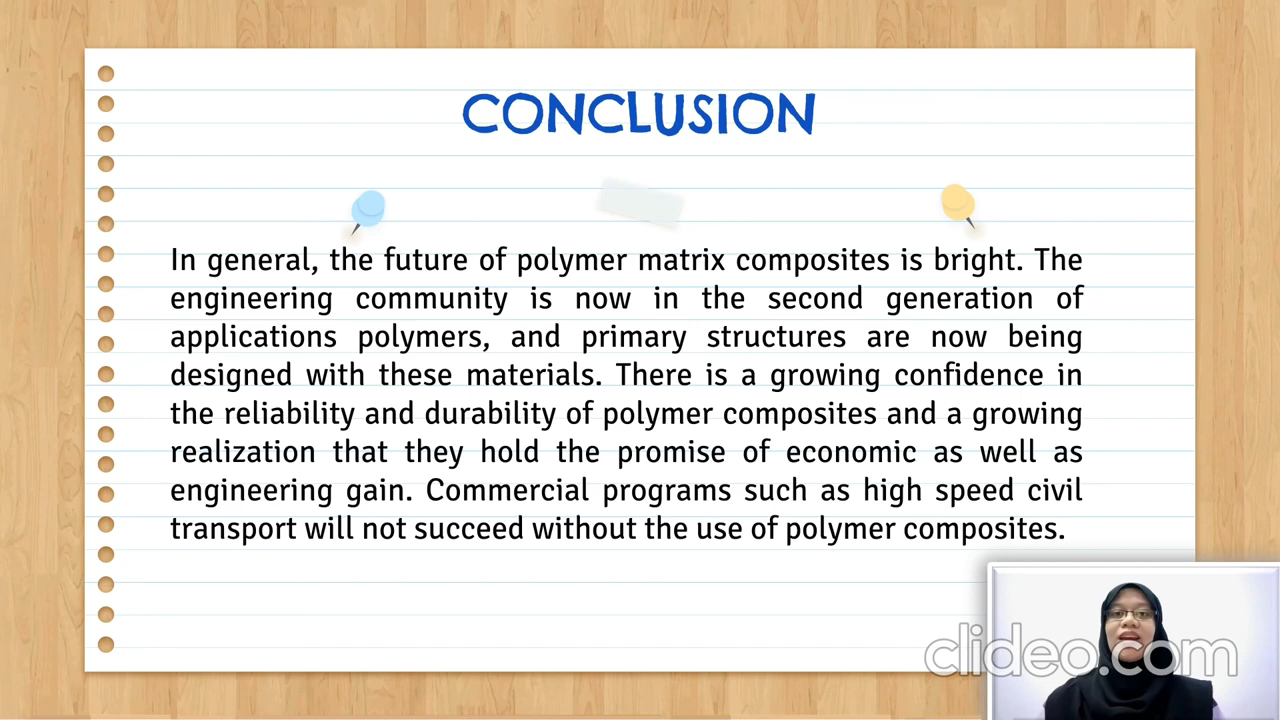 CONCLUSION
In general, the future of polymer matrix composites is bright. The
engineering community is now in the second generation of
applications polymers, and primary structures are now being
designed with these materials. There is a growing confidence in
the reliability and durability of polymer composites and a growing
realization that they hold the promise of economic as well as
engineering gain. Commercial programs such as high speed civil
transport will not succeed without the use of polymer composites.
clideo.com